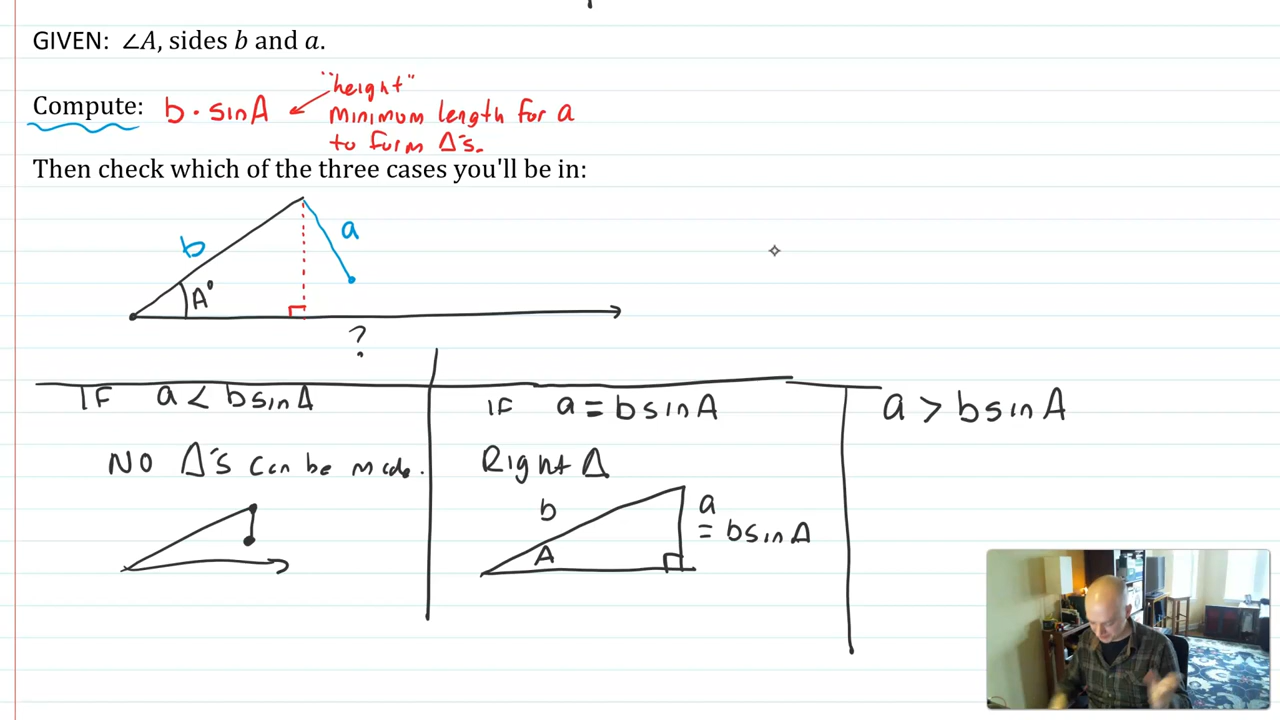 GIVEN: ∠A, sides b and a.
"height"
Compute: b · sinA ← minimum length for a
to form Δ's.
Then check which of the three cases you'll be in:
b
a
A°
?
IF a < b sin A
NO Δ's can be made.
IF a = b sin A
Right Δ
b
a
= b sin A
A
a > b sin A